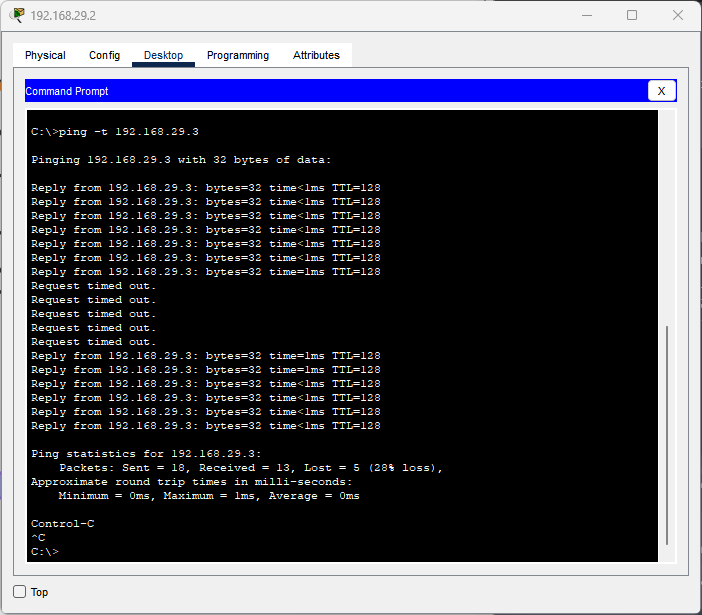 192.168.29.2
Physical Config Desktop Programming Attributes
Command Prompt X
C:\>ping -t 192.168.29.3
Pinging 192.168.29.3 with 32 bytes of data:
Reply from 192.168.29.3: bytes=32 time<1ms TTL=128
Reply from 192.168.29.3: bytes=32 time<1ms TTL=128
Reply from 192.168.29.3: bytes=32 time<1ms TTL=128
Reply from 192.168.29.3: bytes=32 time<1ms TTL=128
Reply from 192.168.29.3: bytes=32 time<1ms TTL=128
Reply from 192.168.29.3: bytes=32 time=1ms TTL=128
Reply from 192.168.29.3: bytes=32 time<1ms TTL=128
Request timed out.
Request timed out.
Request timed out.
Request timed out.
Request timed out.
Reply from 192.168.29.3: bytes=32 time=1ms TTL=128
Reply from 192.168.29.3: bytes=32 time<1ms TTL=128
Reply from 192.168.29.3: bytes=32 time<1ms TTL=128
Reply from 192.168.29.3: bytes=32 time<1ms TTL=128
Reply from 192.168.29.3: bytes=32 time<1ms TTL=128
Reply from 192.168.29.3: bytes=32 time<1ms TTL=128
Ping statistics for 192.168.29.3:
Packets: Sent = 18, Received = 13, Lost = 5 (28% loss),
Approximate round trip times in milli-seconds:
Minimum = 0ms, Maximum = 1ms, Average = 0ms
Control-C
^C
C:\>
Top